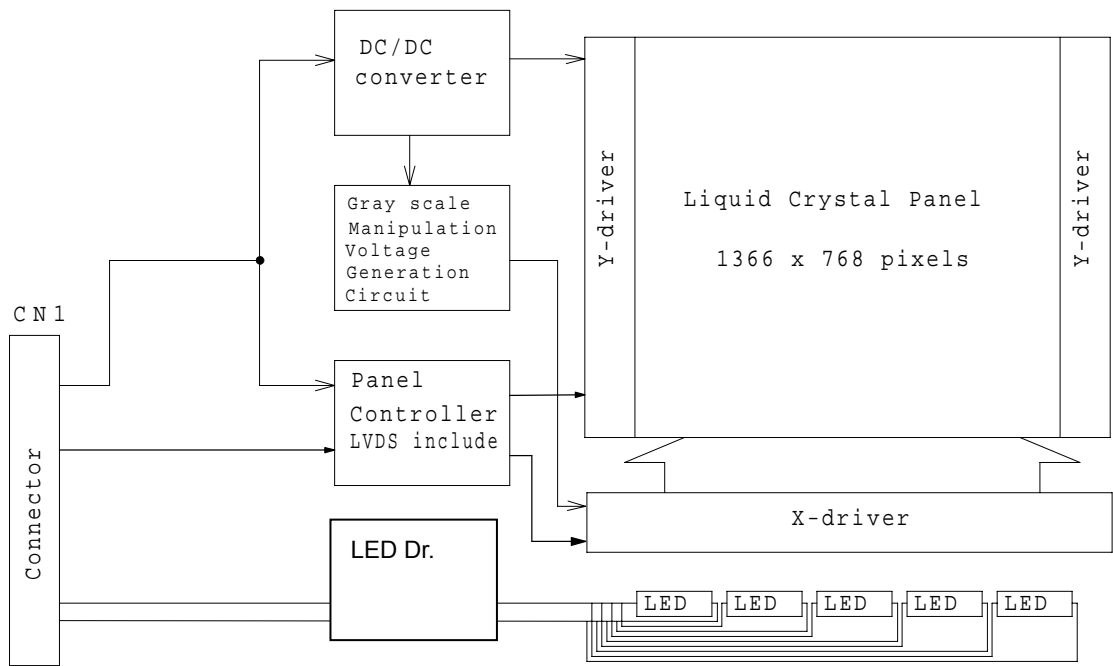 DC/DC
converter
Gray scale
Manipulation
Voltage
Generation
Circuit
Y-driver
Liquid Crystal Panel
1366 x 768 pixels
Y-driver
CN1
Connector
Panel
Controller
LVDS include
X-driver
LED Dr.
LED
LED
LED
LED
LED